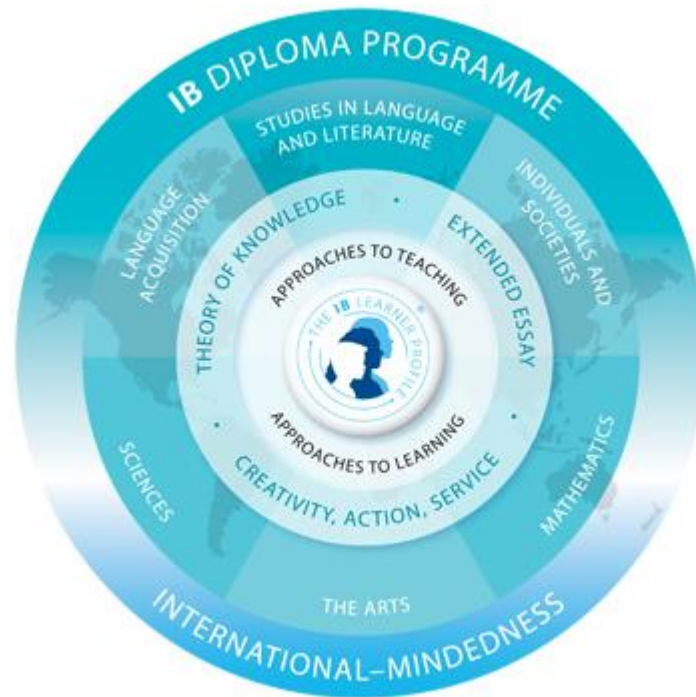 IB DIPLOMA PROGRAMME
STUDIES IN LANGUAGE
AND LITERATURE
LANGUAGE
ACQUISITION
INDIVIDUALS AND
SOCIETIES
THEORY OF KNOWLEDGE
EXTENDED ESSAY
APPROACHES TO TEACHING
THE IB LEARNER PROFILE®
APPROACHES TO LEARNING
CREATIVITY, ACTION, SERVICE
SCIENCES
MATHEMATICS
THE ARTS
INTERNATIONAL–MINDEDNESS